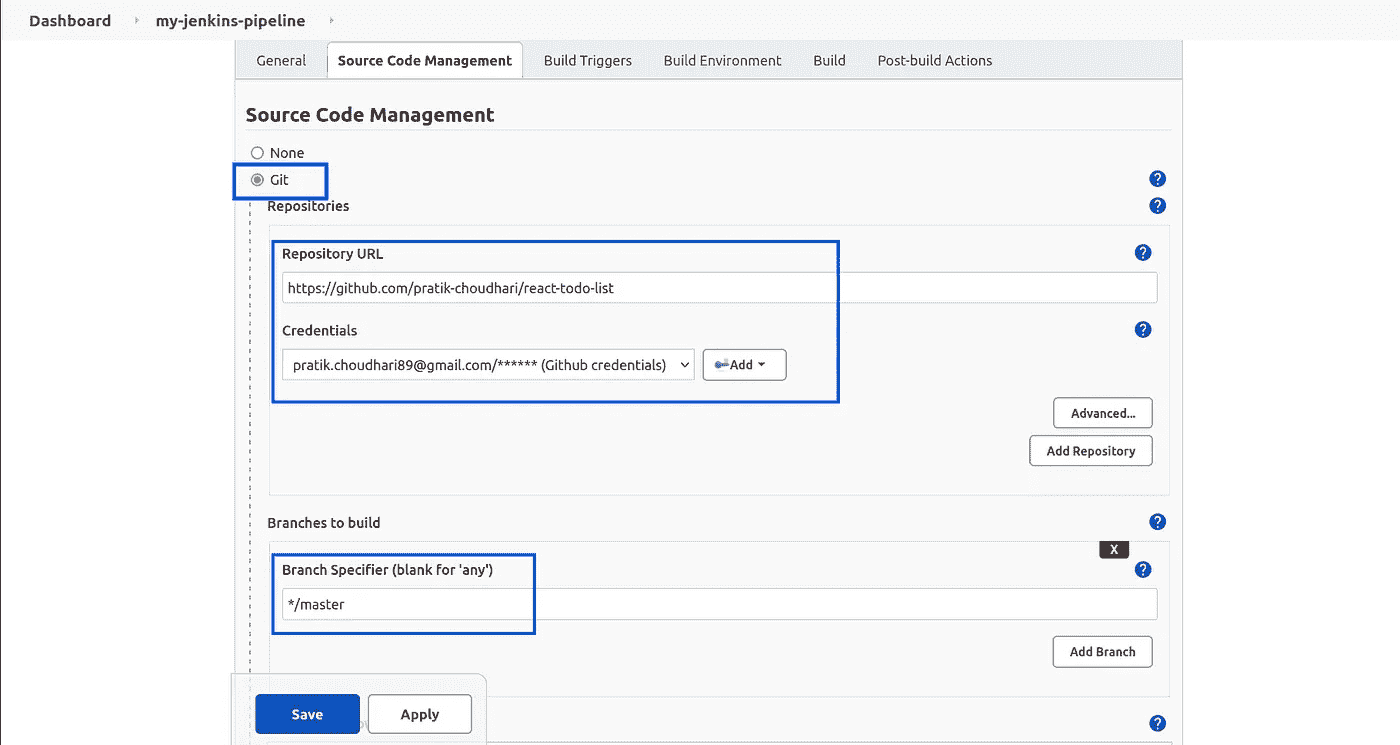 Dashboard my-jenkins-pipeline
General Source Code Management Build Triggers Build Environment Build Post-build Actions
Source Code Management
None
Git
?
Repositories
?
Repository URL
?
https://github.com/pratik-choudhari/react-todo-list
Credentials
?
pratik.choudhari89@gmail.com/****** (Github credentials) Add
Advanced...
Add Repository
Branches to build
?
X
Branch Specifier (blank for 'any')
?
*/master
Add Branch
Save Apply
?